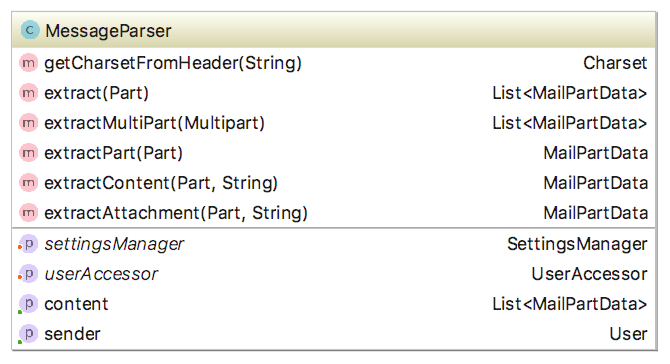 C MessageParser
m getCharsetFromHeader(String) Charset
m extract(Part) List<MailPartData>
m extractMultiPart(Multipart) List<MailPartData>
m extractPart(Part) MailPartData
m extractContent(Part, String) MailPartData
m extractAttachment(Part, String) MailPartData
p settingsManager SettingsManager
p userAccessor UserAccessor
p content List<MailPartData>
p sender User